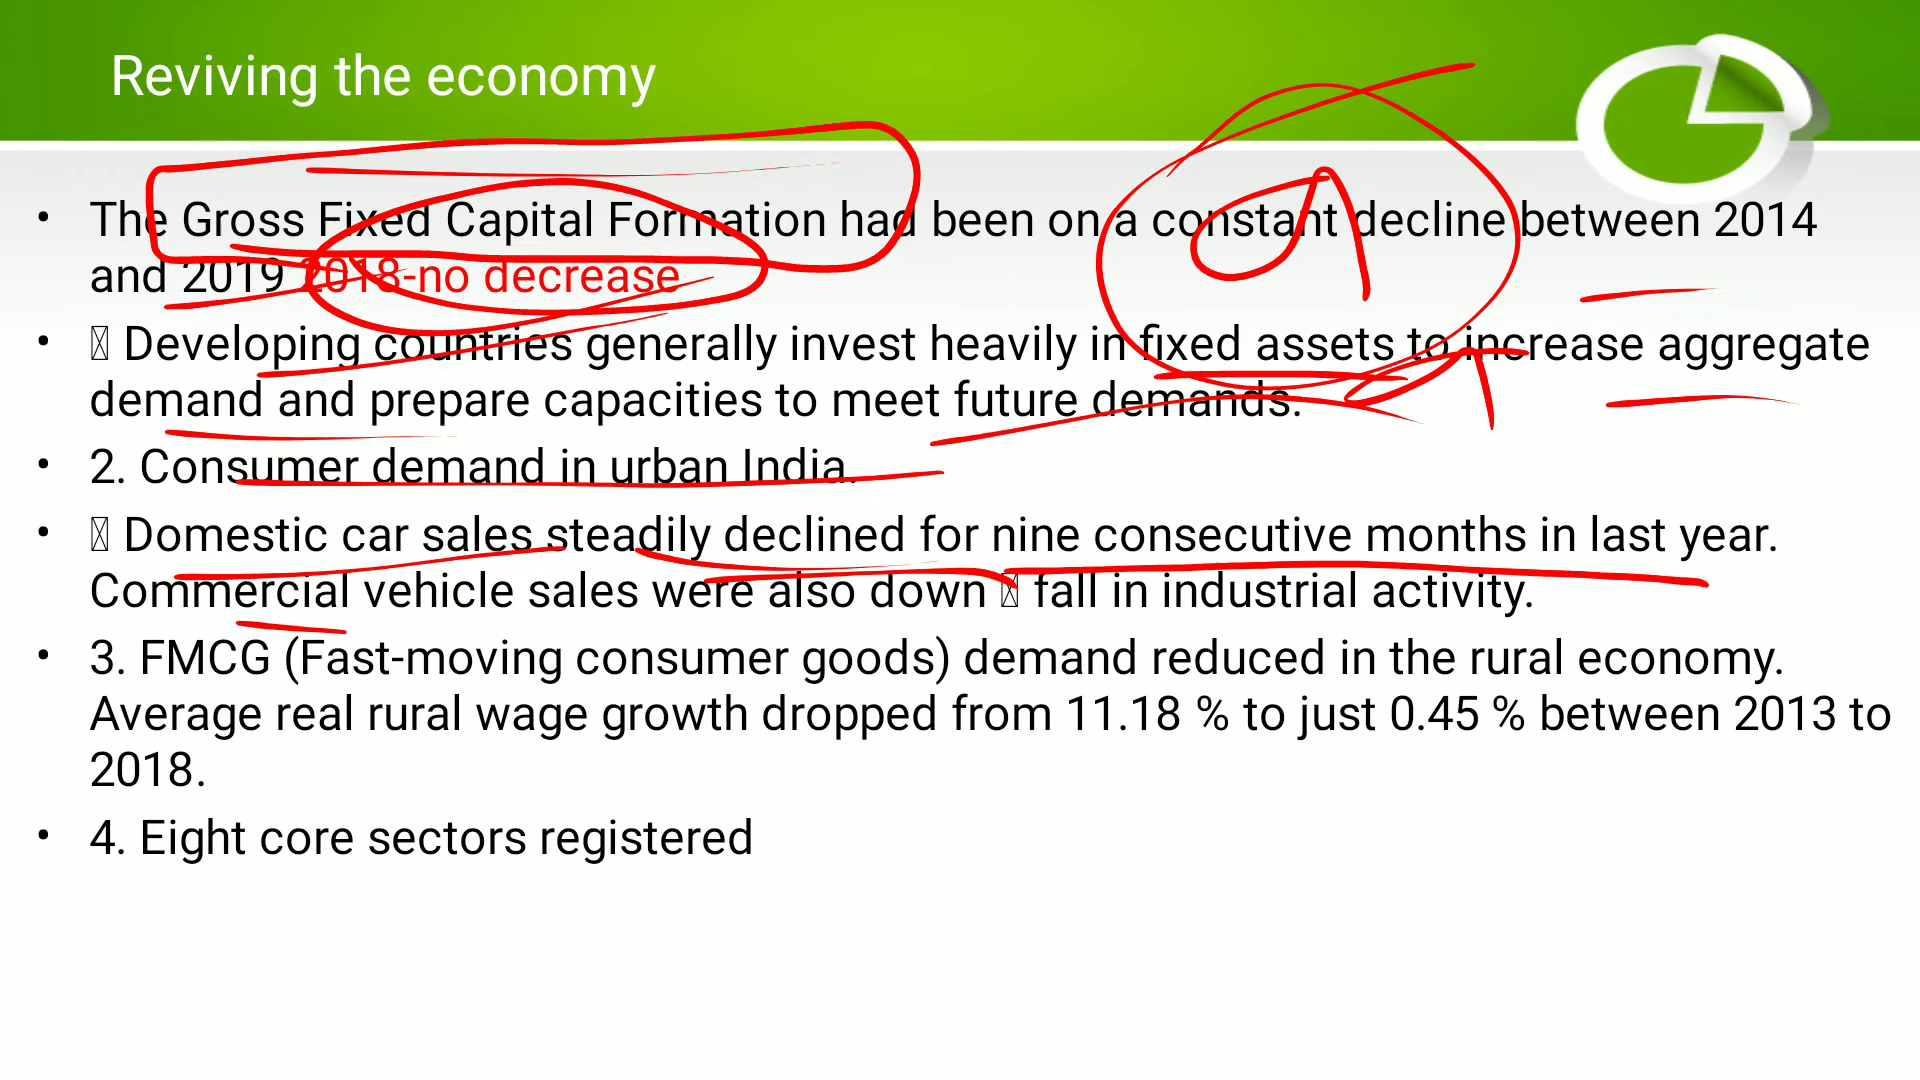 Reviving the economy
• The Gross Fixed Capital Formation had been on a constant decline between 2014
and 2019 2018-no decrease
• Developing countries generally invest heavily in fixed assets to increase aggregate
demand and prepare capacities to meet future demands.
• 2. Consumer demand in urban India.
• Domestic car sales steadily declined for nine consecutive months in last year.
Commercial vehicle sales were also down fall in industrial activity.
• 3. FMCG (Fast-moving consumer goods) demand reduced in the rural economy.
Average real rural wage growth dropped from 11.18 % to just 0.45 % between 2013 to
2018.
• 4. Eight core sectors registered